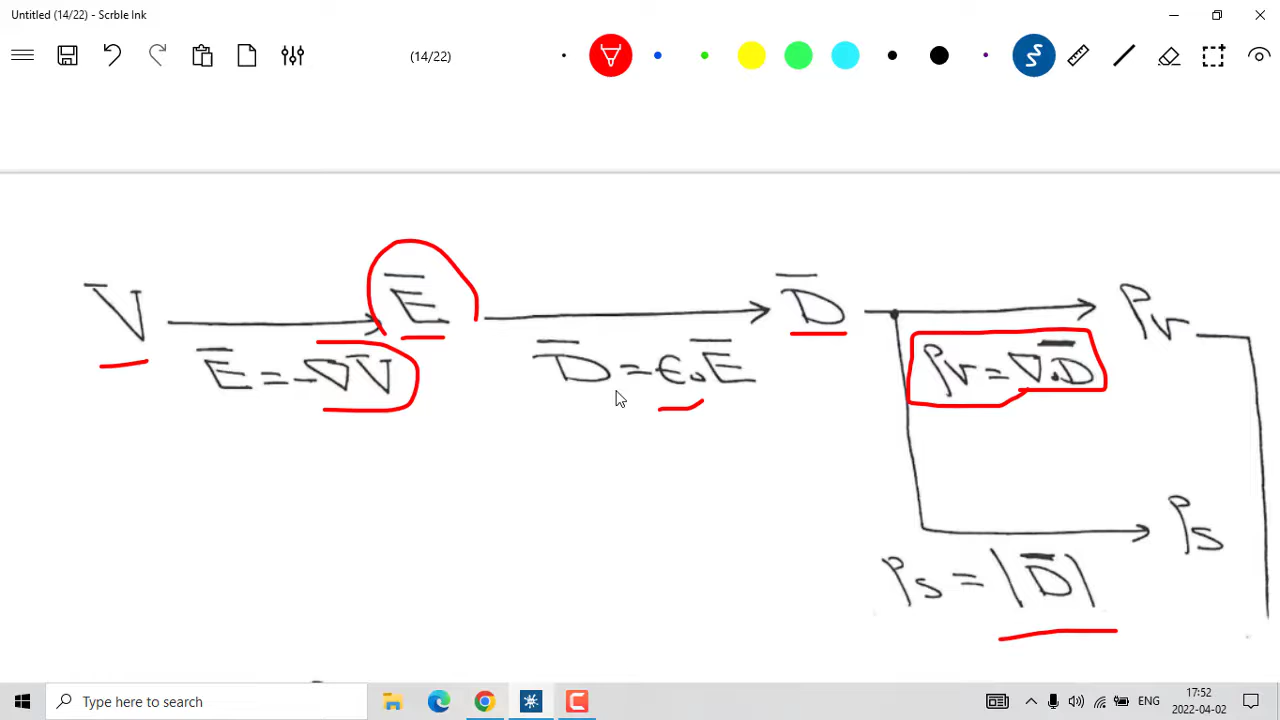 Untitled (14/22) - Scrble Ink
(14/22)
V̅ E̅ D̅ ρv
E̅ = -∇V̅ D̅ = ε₀E̅ ρv = ∇.D̅
ρs
ρs = |D̅|
Type here to search
ENG
17:52
2022-04-02